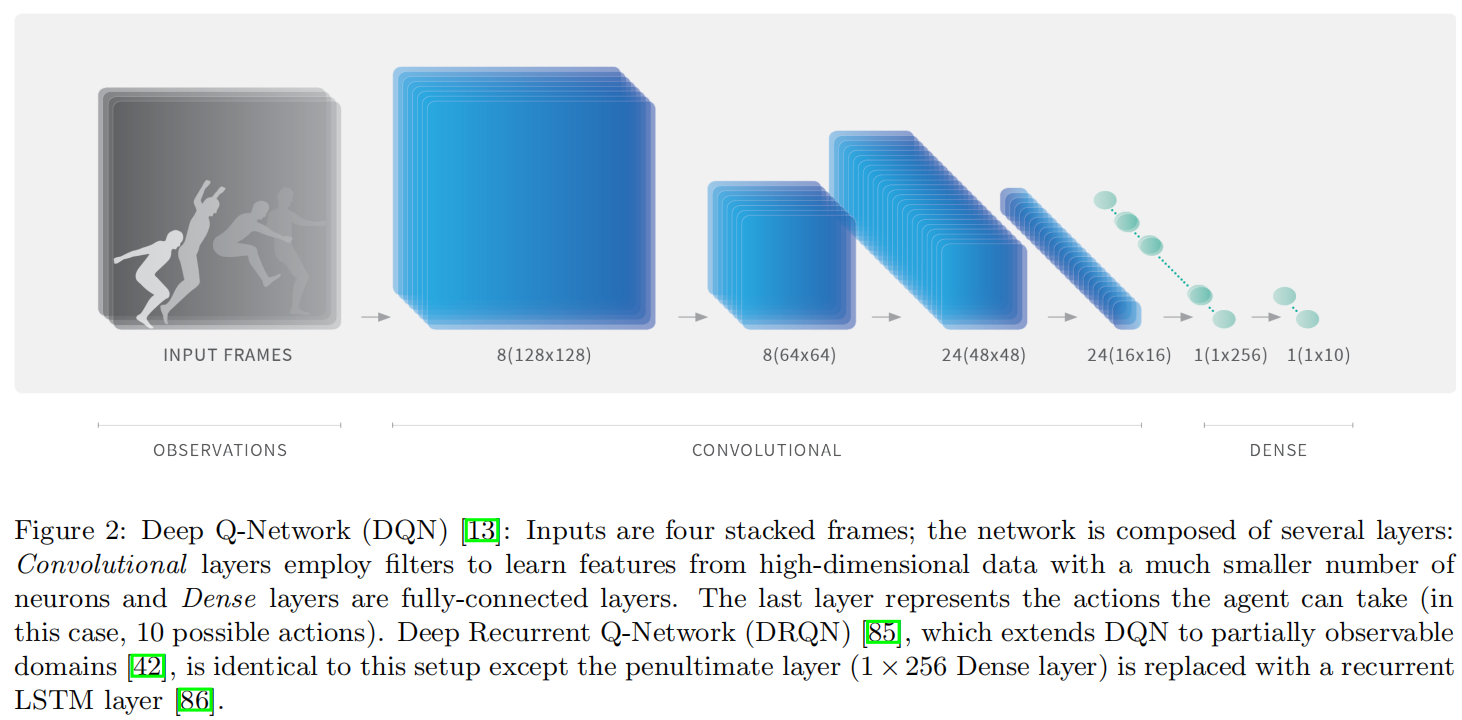 INPUT FRAMES
8(128x128)
8(64x64)
24(48x48)
24(16x16)
1(1x256)
1(1x10)
OBSERVATIONS
CONVOLUTIONAL
DENSE
Figure 2: Deep Q-Network (DQN) [13]: Inputs are four stacked frames; the network is composed of several layers:
Convolutional layers employ filters to learn features from high-dimensional data with a much smaller number of
neurons and Dense layers are fully-connected layers. The last layer represents the actions the agent can take (in
this case, 10 possible actions). Deep Recurrent Q-Network (DRQN) [85], which extends DQN to partially observable
domains [42], is identical to this setup except the penultimate layer (1 × 256 Dense layer) is replaced with a recurrent
LSTM layer [86].